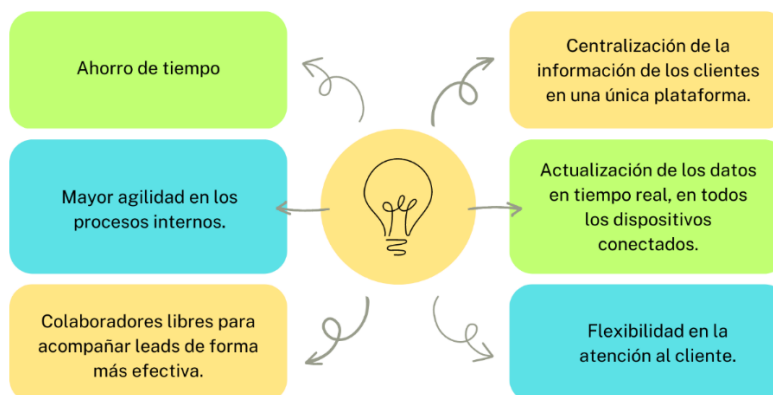 Ahorro de tiempo
Mayor agilidad en los
procesos internos.
Colaboradores libres para
acompañar leads de forma
más efectiva.
Centralización de la
información de los clientes
en una única plataforma.
Actualización de los datos
en tiempo real, en todos
los dispositivos
conectados.
Flexibilidad en la
atención al cliente.